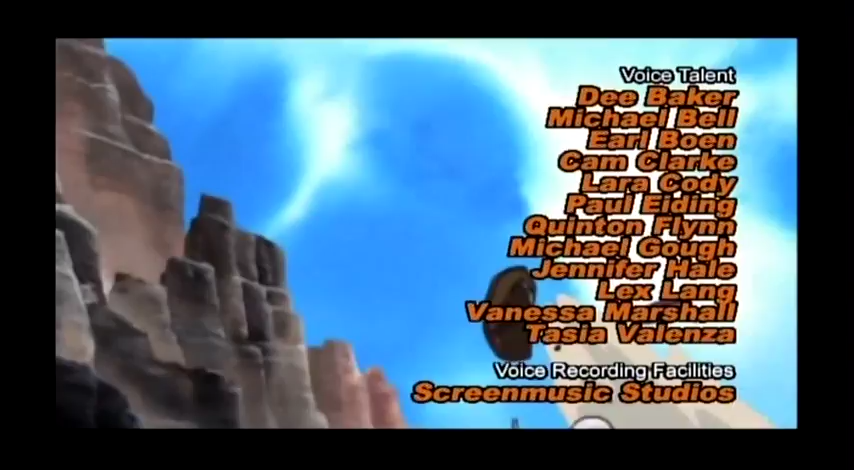 Voice Talent
Dee Baker
Michael Bell
Earl Boen
Cam Clarke
Lara Cody
Paul Eiding
Quinton Flynn
Michael Gough
Jennifer Hale
Lex Lang
Vanessa Marshall
Tasia Valenza
Voice Recording Facilities
Screenmusic Studios